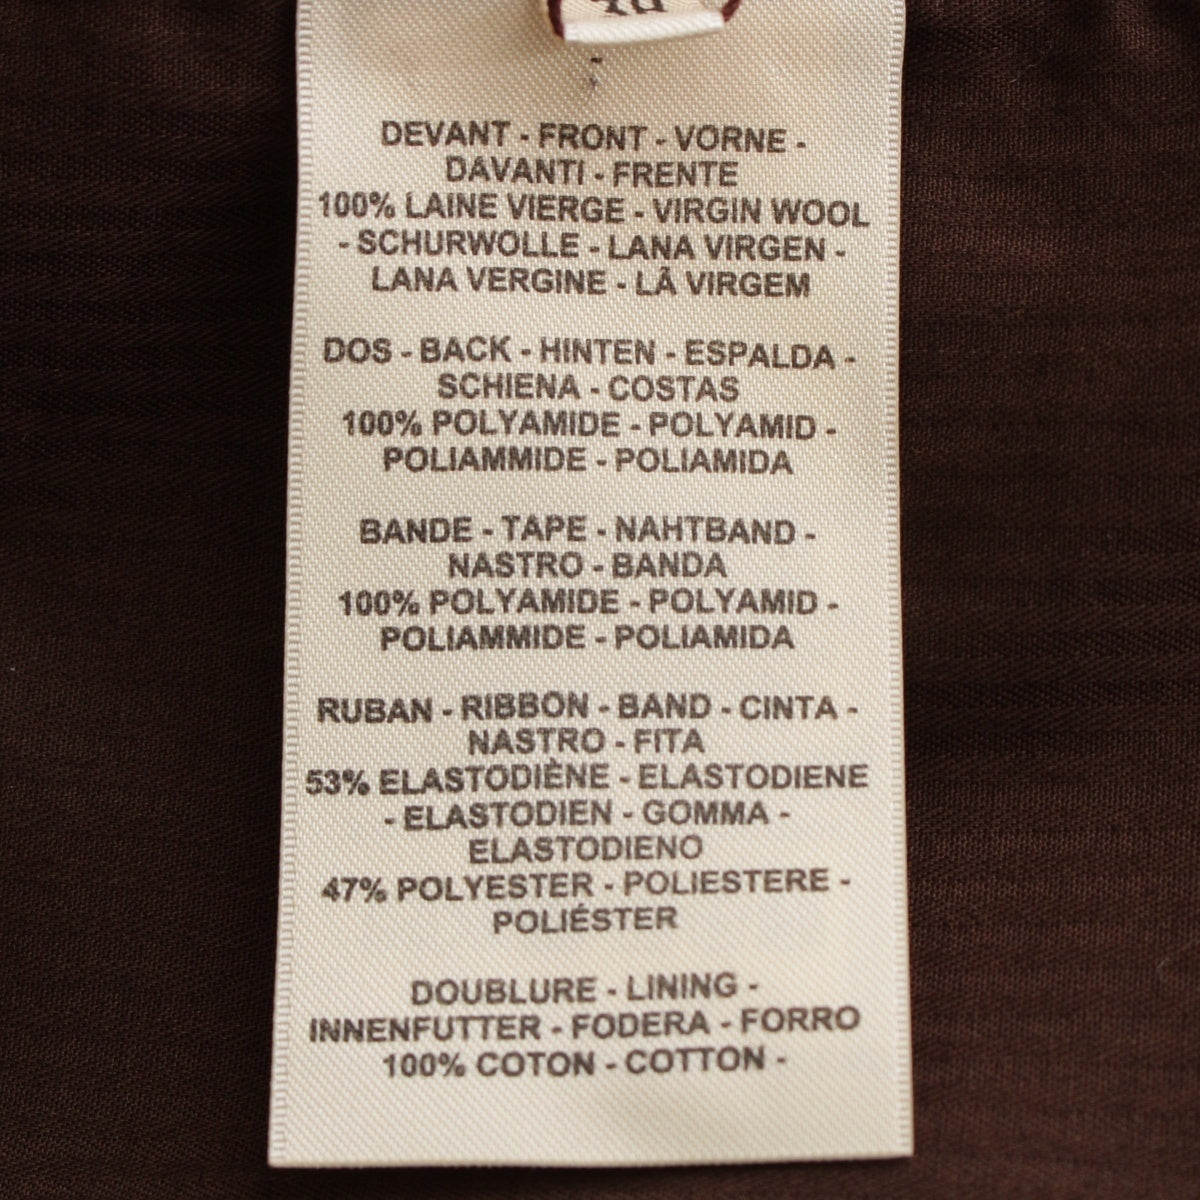 DEVANT - FRONT - VORNE -
DAVANTI - FRENTE
100% LAINE VIERGE - VIRGIN WOOL
- SCHURWOLLE - LANA VIRGEN -
LANA VERGINE - LÃ VIRGEM
DOS - BACK - HINTEN - ESPALDA -
SCHIENA - COSTAS
100% POLYAMIDE - POLYAMID -
POLIAMMIDE - POLIAMIDA
BANDE - TAPE - NAHTBAND -
NASTRO - BANDA
100% POLYAMIDE - POLYAMID -
POLIAMMIDE - POLIAMIDA
RUBAN - RIBBON - BAND - CINTA -
NASTRO - FITA
53% ELASTODIÈNE - ELASTODIENE
- ELASTODIEN - GOMMA -
ELASTODIENO
47% POLYESTER - POLIESTERE -
POLIÉSTER
DOUBLURE - LINING -
INNENFUTTER - FODERA - FORRO
100% COTON - COTTON -